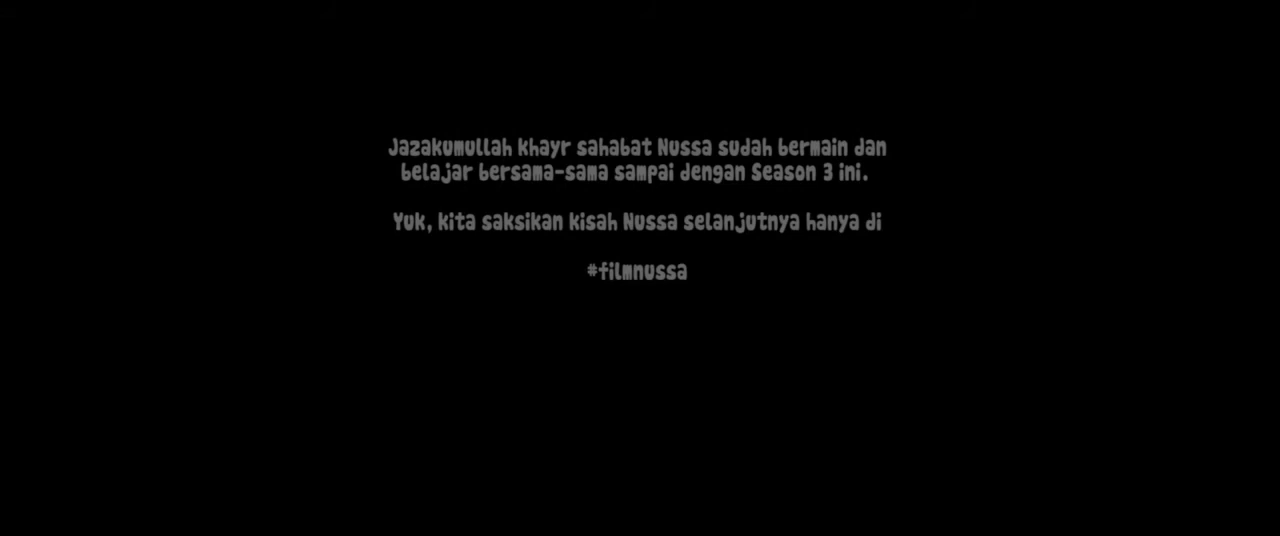 Jazakumullah khayr sahabat Nussa sudah bermain dan
belajar bersama-sama sampai dengan Season 3 ini.
Yuk, kita saksikan kisah Nussa selanjutnya hanya di
#filmnussa